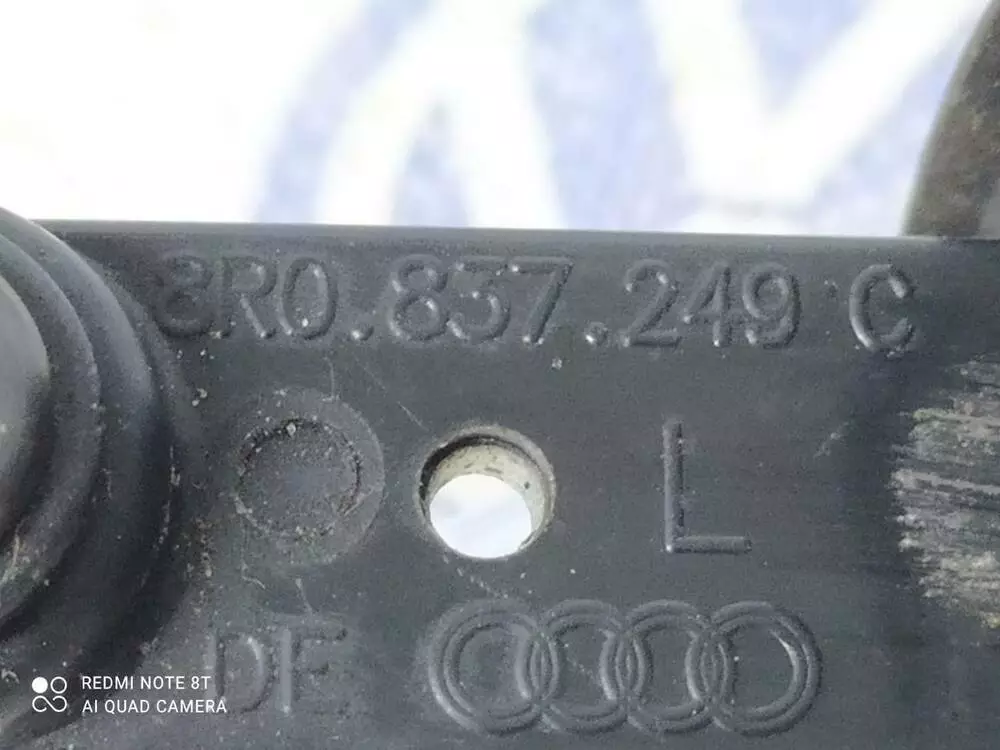 8R0.837.249 C
L
DF
REDMI NOTE 8T
AI QUAD CAMERA